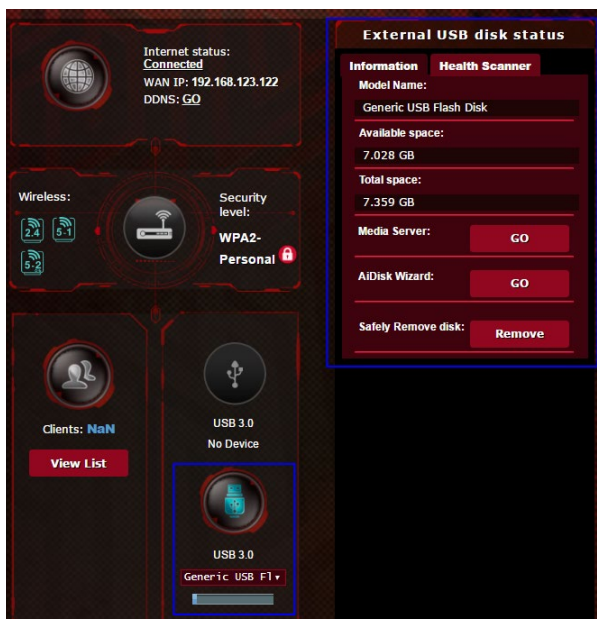 Internet status:
Connected
WAN IP: 192.168.123.122
DDNS: GO
Wireless:
2.4
5-1
5-2
Security
level:
WPA2-
Personal
Clients: NaN
View List
USB 3.0
No Device
USB 3.0
Generic USB Fl
External USB disk status
Information Health Scanner
Model Name:
Generic USB Flash Disk
Available space:
7.028 GB
Total space:
7.359 GB
Media Server: GO
AiDisk Wizard: GO
Safely Remove disk: Remove